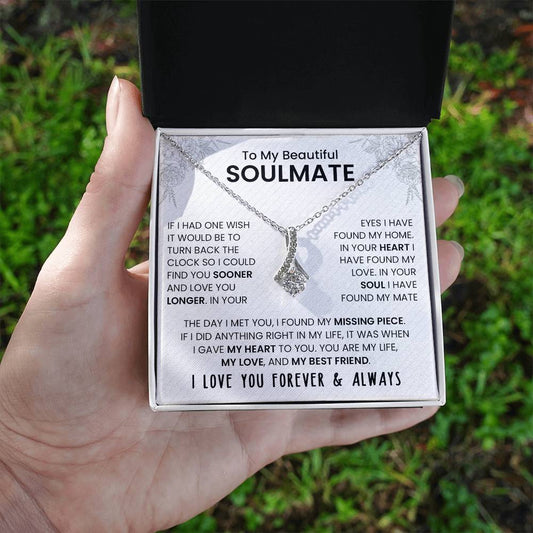 To My Beautiful
SOULMATE
IF I HAD ONE WISH
IT WOULD BE TO
TURN BACK THE
CLOCK SO I COULD
FIND YOU SOONER
AND LOVE YOU
LONGER. IN YOUR
EYES I HAVE
FOUND MY HOME.
IN YOUR HEART I
HAVE FOUND MY
LOVE. IN YOUR
SOUL I HAVE
FOUND MY MATE
THE DAY I MET YOU, I FOUND MY MISSING PIECE.
IF I DID ANYTHING RIGHT IN MY LIFE, IT WAS WHEN
I GAVE MY HEART TO YOU. YOU ARE MY LIFE,
MY LOVE, AND MY BEST FRIEND.
I LOVE YOU FOREVER & ALWAYS